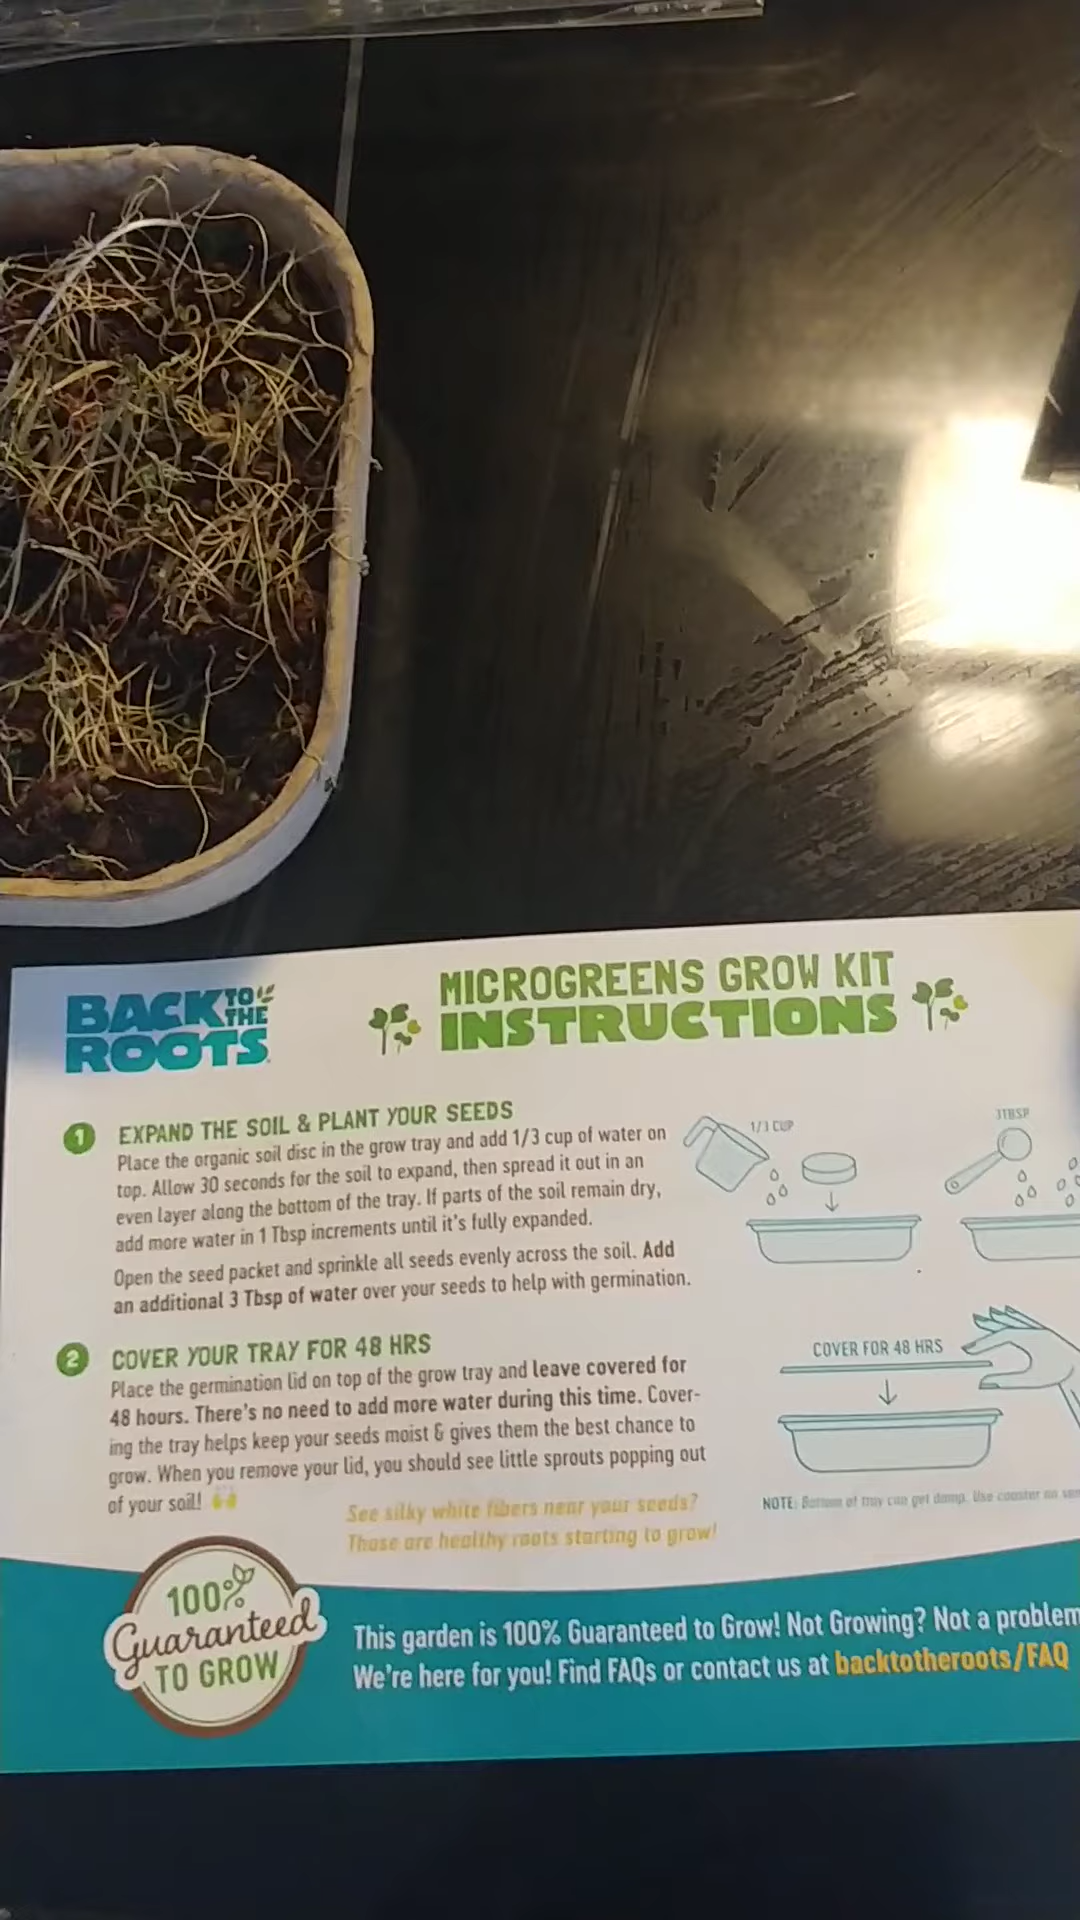 BACK TO THE ROOTS
MICROGREENS GROW KIT
INSTRUCTIONS
1 EXPAND THE SOIL & PLANT YOUR SEEDS
Place the organic soil disc in the grow tray and add 1/3 cup of water on
top. Allow 30 seconds for the soil to expand, then spread it out in an
even layer along the bottom of the tray. If parts of the soil remain dry,
add more water in 1 Tbsp increments until it's fully expanded.
Open the seed packet and sprinkle all seeds evenly across the soil. Add
an additional 3 Tbsp of water over your seeds to help with germination.
1/3 CUP
3TBSP
2 COVER YOUR TRAY FOR 48 HRS
Place the germination lid on top of the grow tray and leave covered for
48 hours. There's no need to add more water during this time. Cover-
ing the tray helps keep your seeds moist & gives them the best chance to
grow. When you remove your lid, you should see little sprouts popping out
of your soil!
See silky white fibers near your seeds?
Those are healthy roots starting to grow!
COVER FOR 48 HRS
NOTE: Bottom of tray can get damp. Use coaster on
100%
Guaranteed
TO GROW
This garden is 100% Guaranteed to Grow! Not Growing? Not a problem
We're here for you! Find FAQs or contact us at backtotheroots/FAQ